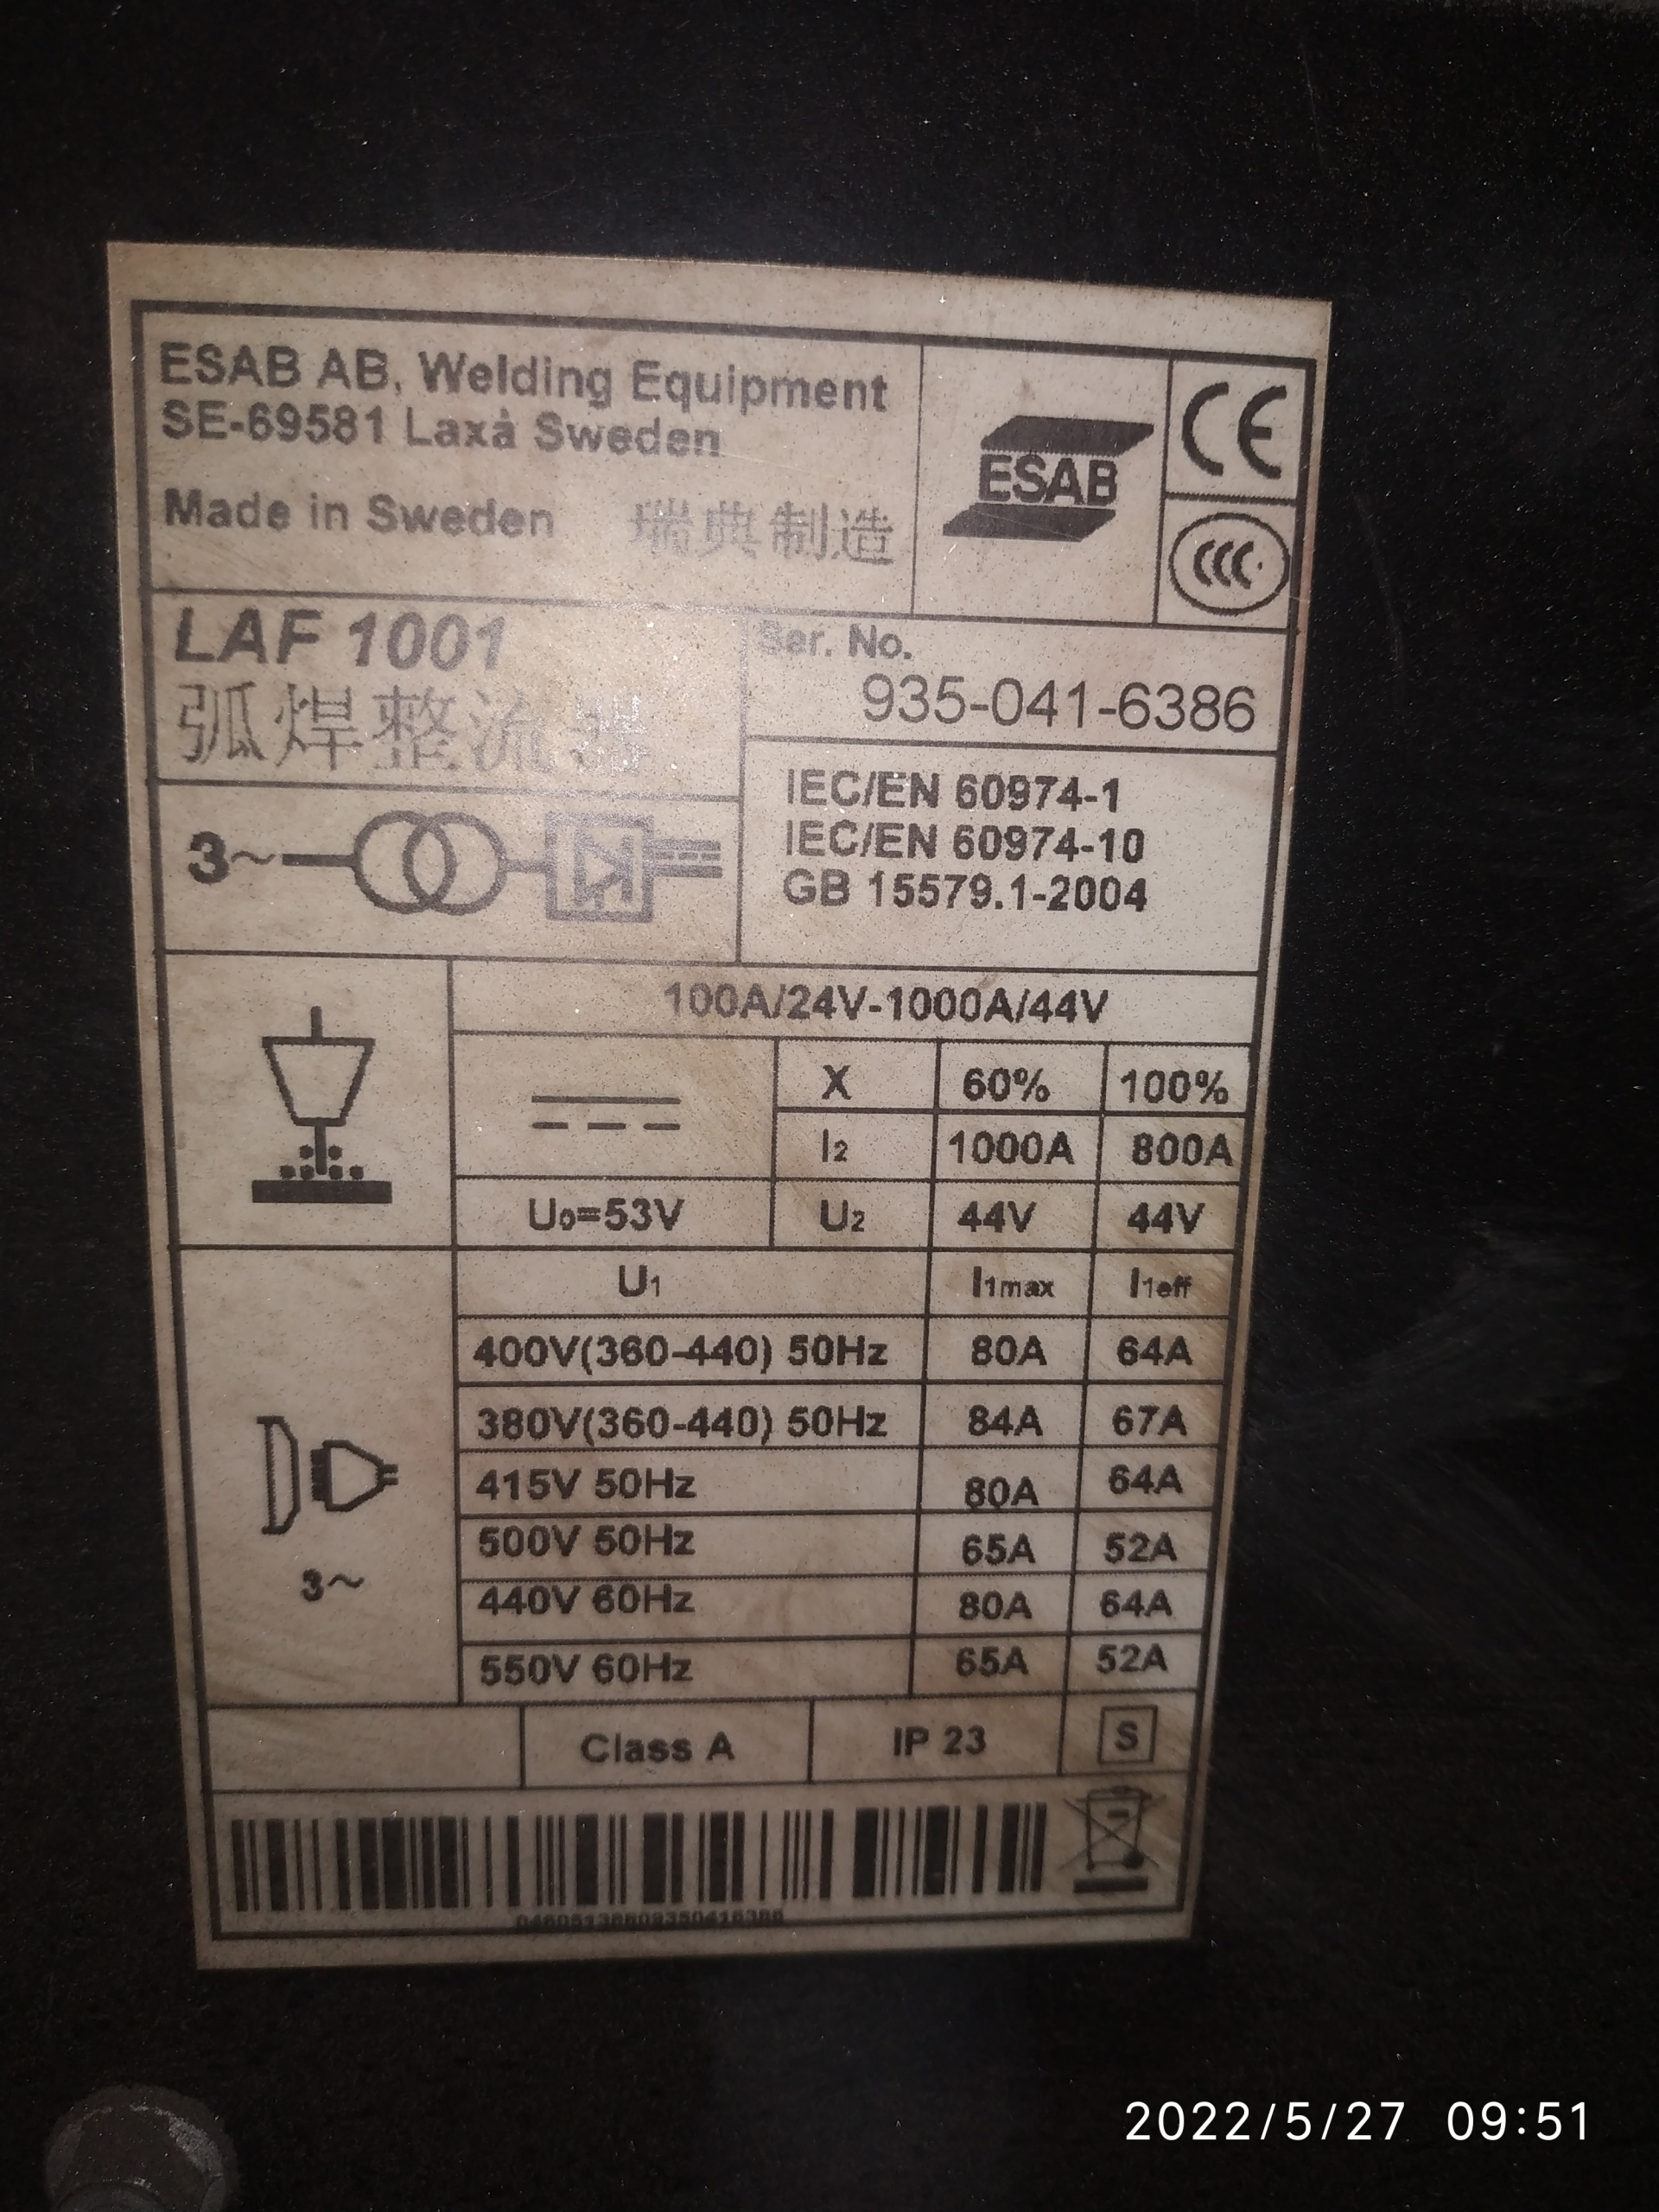 ESAB AB, Welding Equipment
SE-69581 Laxå Sweden
Made in Sweden 瑞典制造
ESAB
CE
CCC
LAF 1001
弧焊整流器
Ser. No.
935-041-6386
3~
IEC/EN 60974-1
IEC/EN 60974-10
GB 15579.1-2004
100A/24V-1000A/44V
X 60% 100%
I2 1000A 800A
U0=53V U2 44V 44V
U1 I1max I1eff
400V(360-440) 50Hz 80A 64A
380V(360-440) 50Hz 84A 67A
415V 50Hz 80A 64A
500V 50Hz 65A 52A
440V 60Hz 80A 64A
550V 60Hz 65A 52A
3~
Class A IP 23 S
2022/5/27 09:51